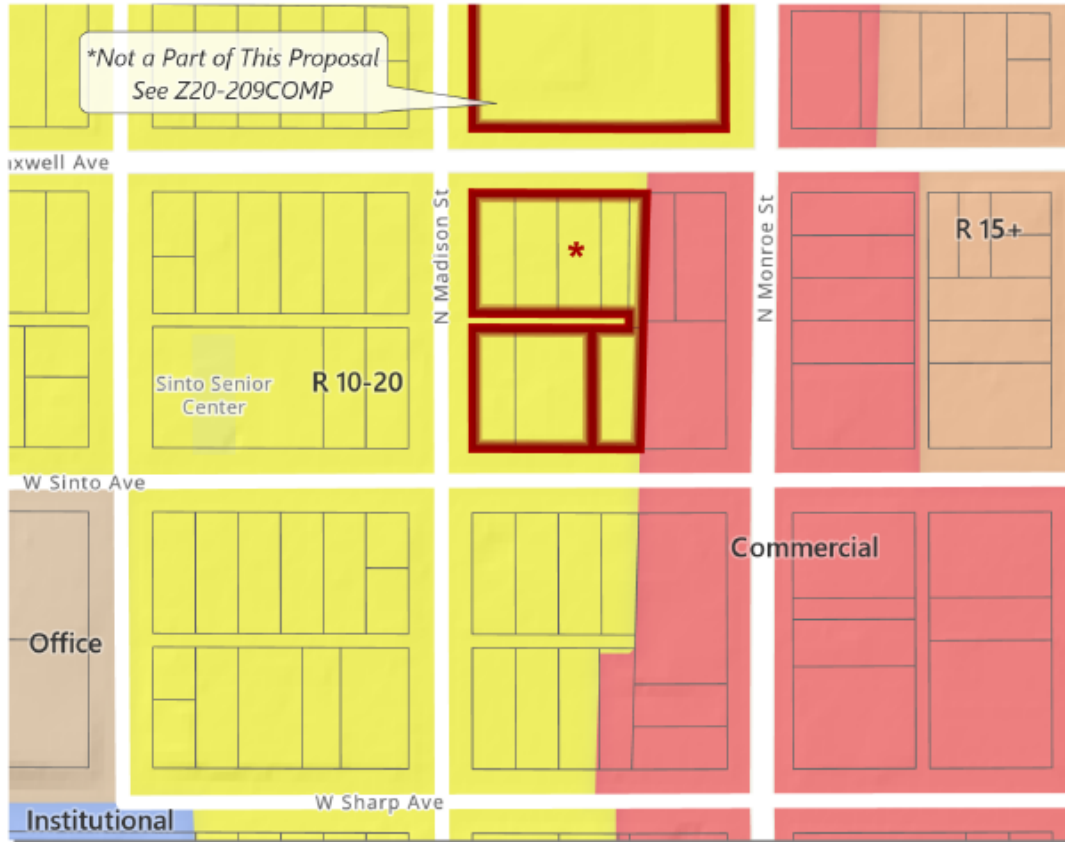 *Not a Part of This Proposal
See Z20-209COMP
axwell Ave
N Madison St
N Monroe St
R 15+
*
Sinto Senior
Center
R 10-20
W Sinto Ave
Commercial
Office
W Sharp Ave
Institutional